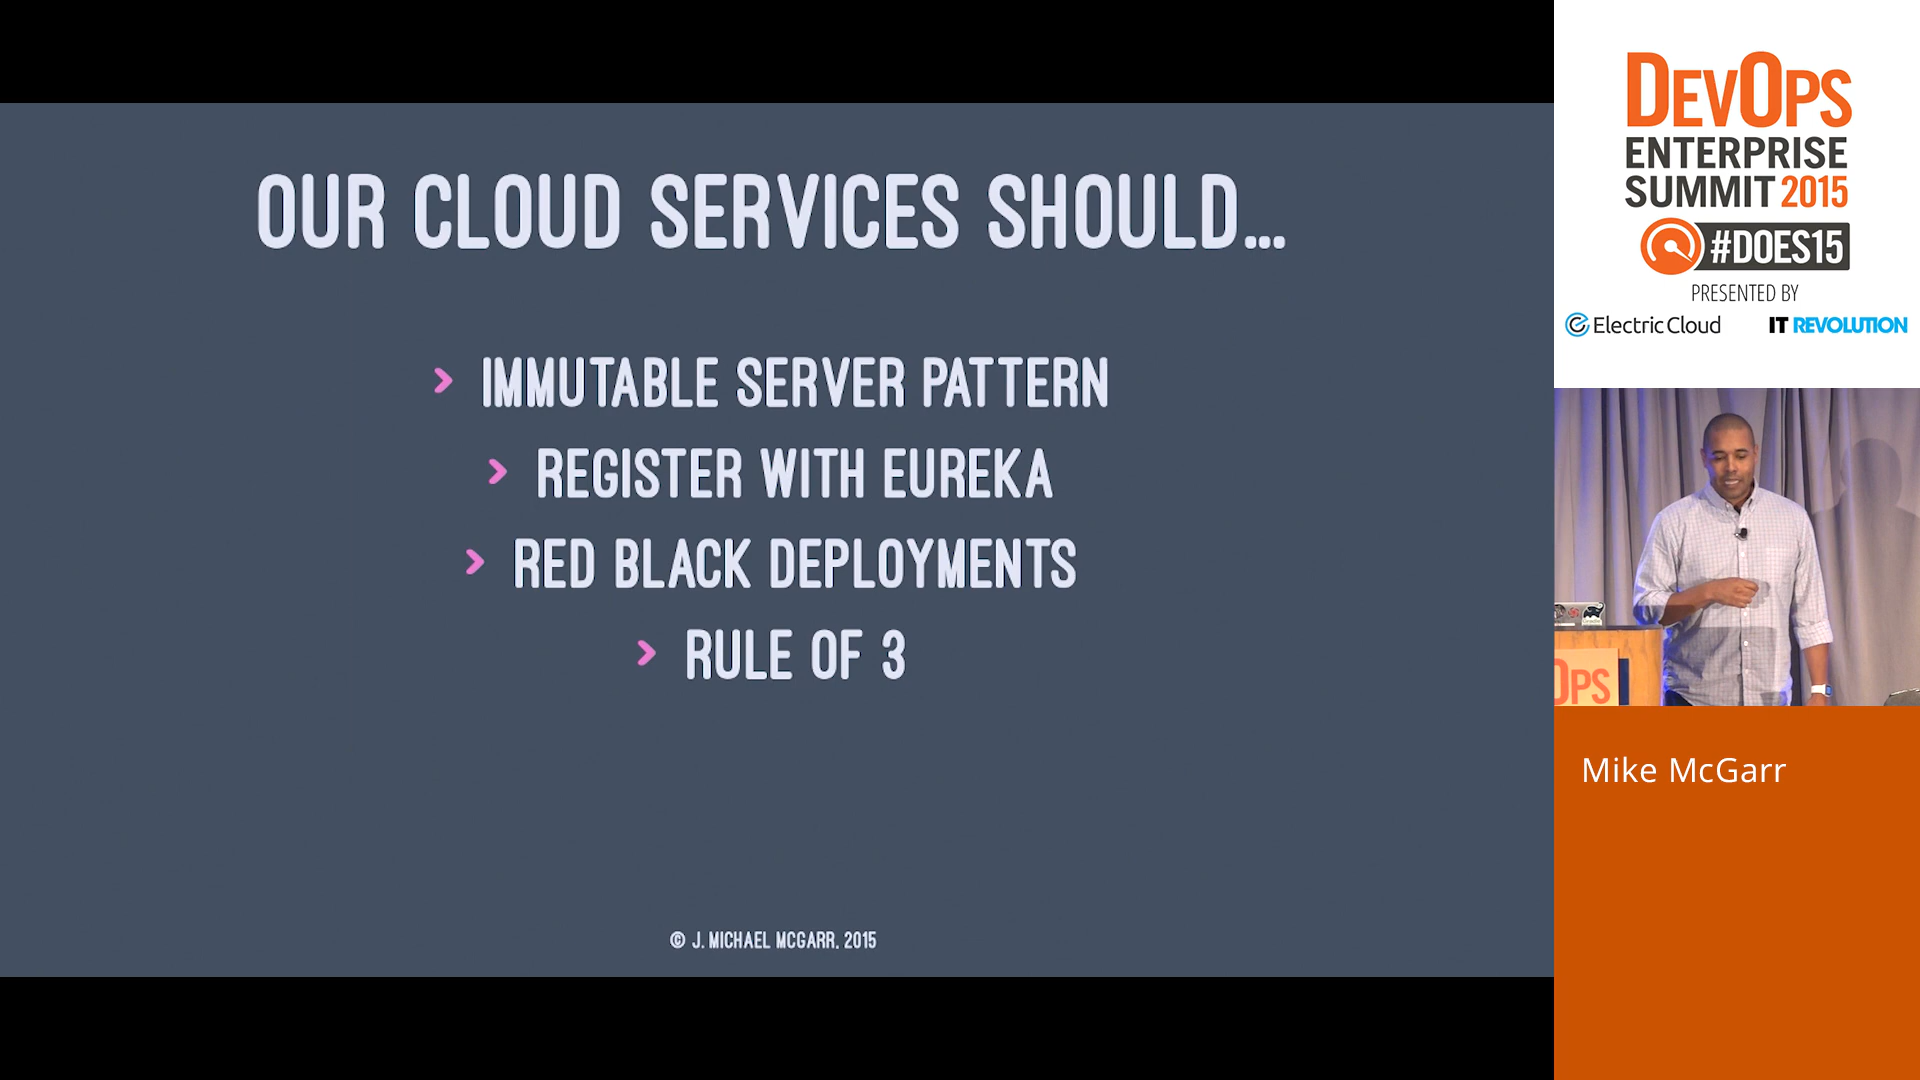 OUR CLOUD SERVICES SHOULD...
> IMMUTABLE SERVER PATTERN
> REGISTER WITH EUREKA
> RED BLACK DEPLOYMENTS
> RULE OF 3
© J. MICHAEL MCGARR, 2015
DEVOPS
ENTERPRISE
SUMMIT 2015
#DOES15
PRESENTED BY
Electric Cloud
IT REVOLUTION
OPS
Mike McGarr